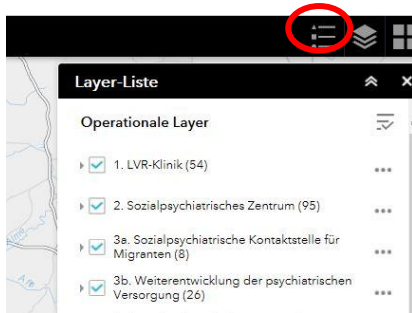 Layer-Liste
Operationale Layer
1. LVR-Klinik (54)
2. Sozialpsychiatrisches Zentrum (95)
3a. Sozialpsychiatrische Kontaktstelle für
Migranten (8)
3b. Weiterentwicklung der psychiatrischen
Versorgung (26)